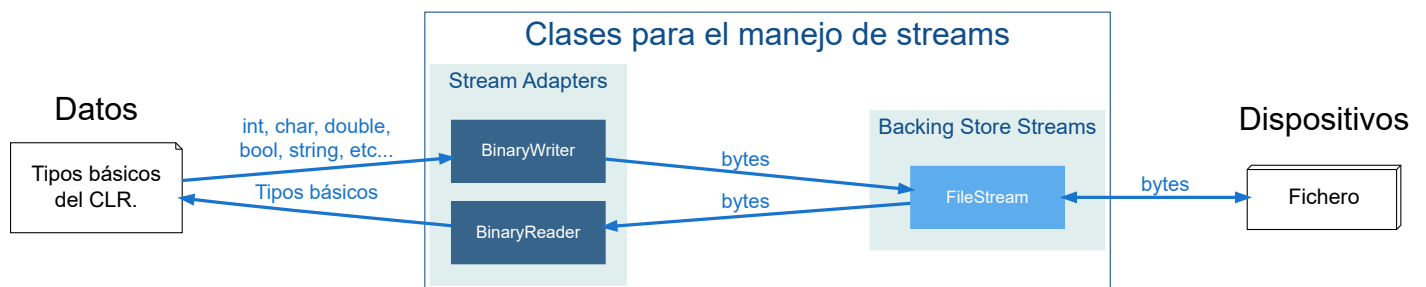 Clases para el manejo de streams
Stream Adapters
Datos
int, char, double,
bool, string, etc...
BinaryWriter
Backing Store Streams
Dispositivos
Tipos básicos
del CLR.
bytes
Tipos básicos
bytes
FileStream
bytes
Fichero
BinaryReader